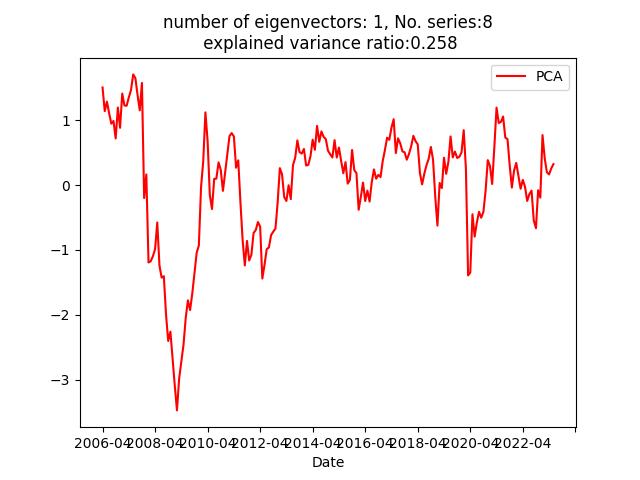 number of eigenvectors: 1, No. series:8
explained variance ratio:0.258
PCA
1
0
−1
−2
−3
2006-04 2008-04 2010-04 2012-04 2014-04 2016-04 2018-04 2020-04 2022-04
Date